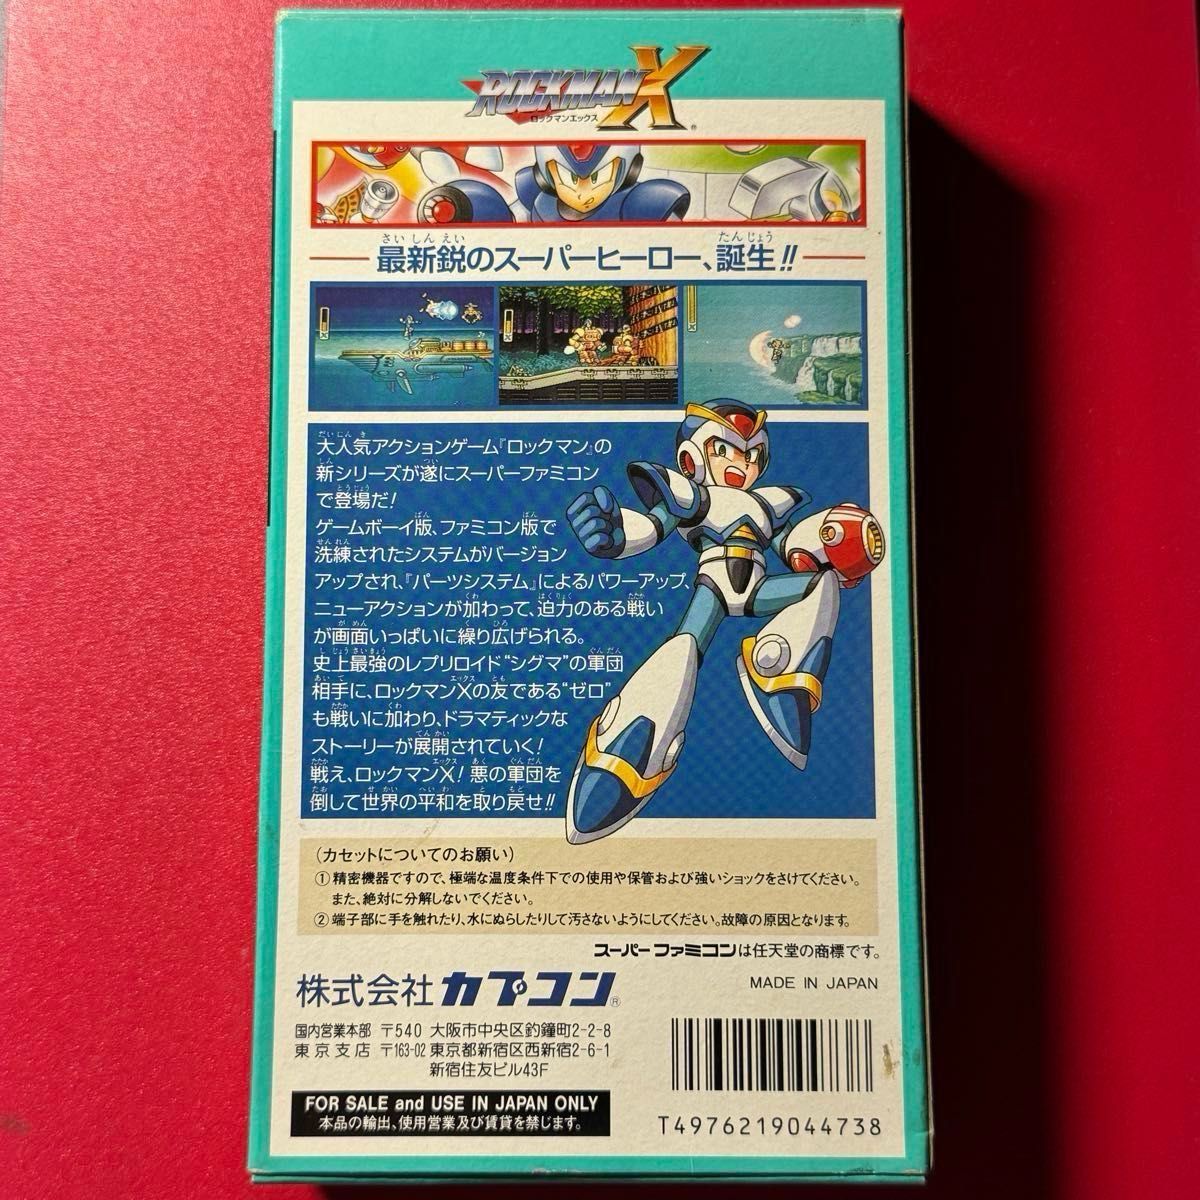 ROCKMAN X
ロックマンエックス
最新鋭のスーパーヒーロー、誕生!!
大人気アクションゲーム『ロックマン』の
新シリーズが遂にスーパーファミコン
で登場だ!
ゲームボーイ版、ファミコン版で
洗練されたシステムがバージョン
アップされ、『パーツシステム』によるパワーアップ、
ニューアクションが加わって、迫力のある戦い
が画面いっぱいに繰り広げられる。
史上最強のレプリロイド“シグマ”の軍団
相手に、ロックマンXの友である“ゼロ”
も戦いに加わり、ドラマティックな
ストーリーが展開されていく!
戦え、ロックマンX! 悪の軍団を
倒して世界の平和を取り戻せ!!
(カセットについてのお願い)
①精密機器ですので、極端な温度条件下での使用や保管および強いショックをさけてください。
また、絶対に分解しないでください。
②端子部に手を触れたり、水にぬらしたりして汚さないようにしてください。故障の原因となります。
スーパーファミコンは任天堂の商標です。
株式会社カプコン®
MADE IN JAPAN
国内営業本部 〒540 大阪市中央区釣鐘町2-2-8
東京支店 〒163-02 東京都新宿区西新宿2-6-1
新宿住友ビル43F
FOR SALE and USE IN JAPAN ONLY
本品の輸出、使用営業及び賃貸を禁じます。
T4976219044738